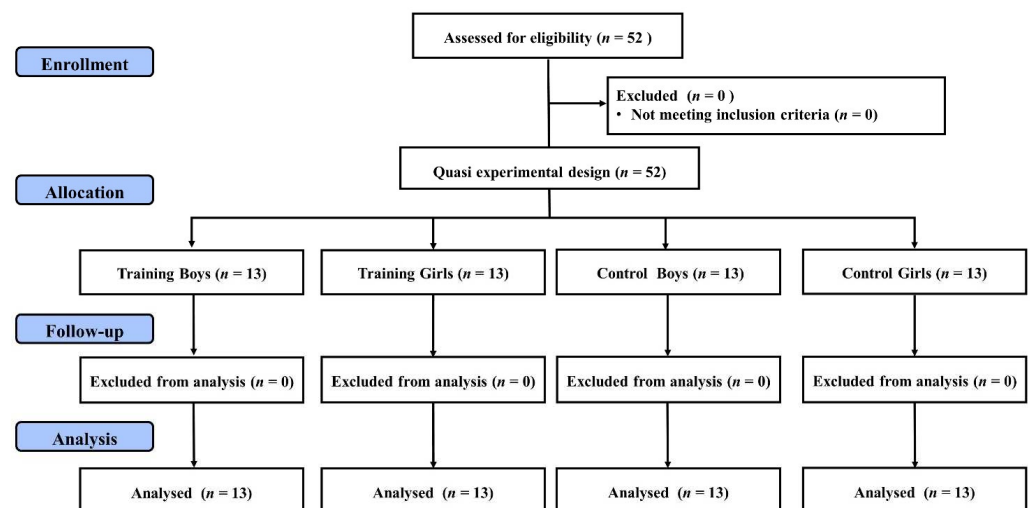 Assessed for eligibility (n = 52 )
Enrollment
Excluded (n = 0 )
• Not meeting inclusion criteria (n = 0)
Quasi experimental design (n = 52)
Allocation
Training Boys (n = 13)
Training Girls (n = 13)
Control Boys (n = 13)
Control Girls (n = 13)
Follow-up
Excluded from analysis (n = 0)
Excluded from analysis (n = 0)
Excluded from analysis (n = 0)
Excluded from analysis (n = 0)
Analysis
Analysed (n = 13)
Analysed (n = 13)
Analysed (n = 13)
Analysed (n = 13)